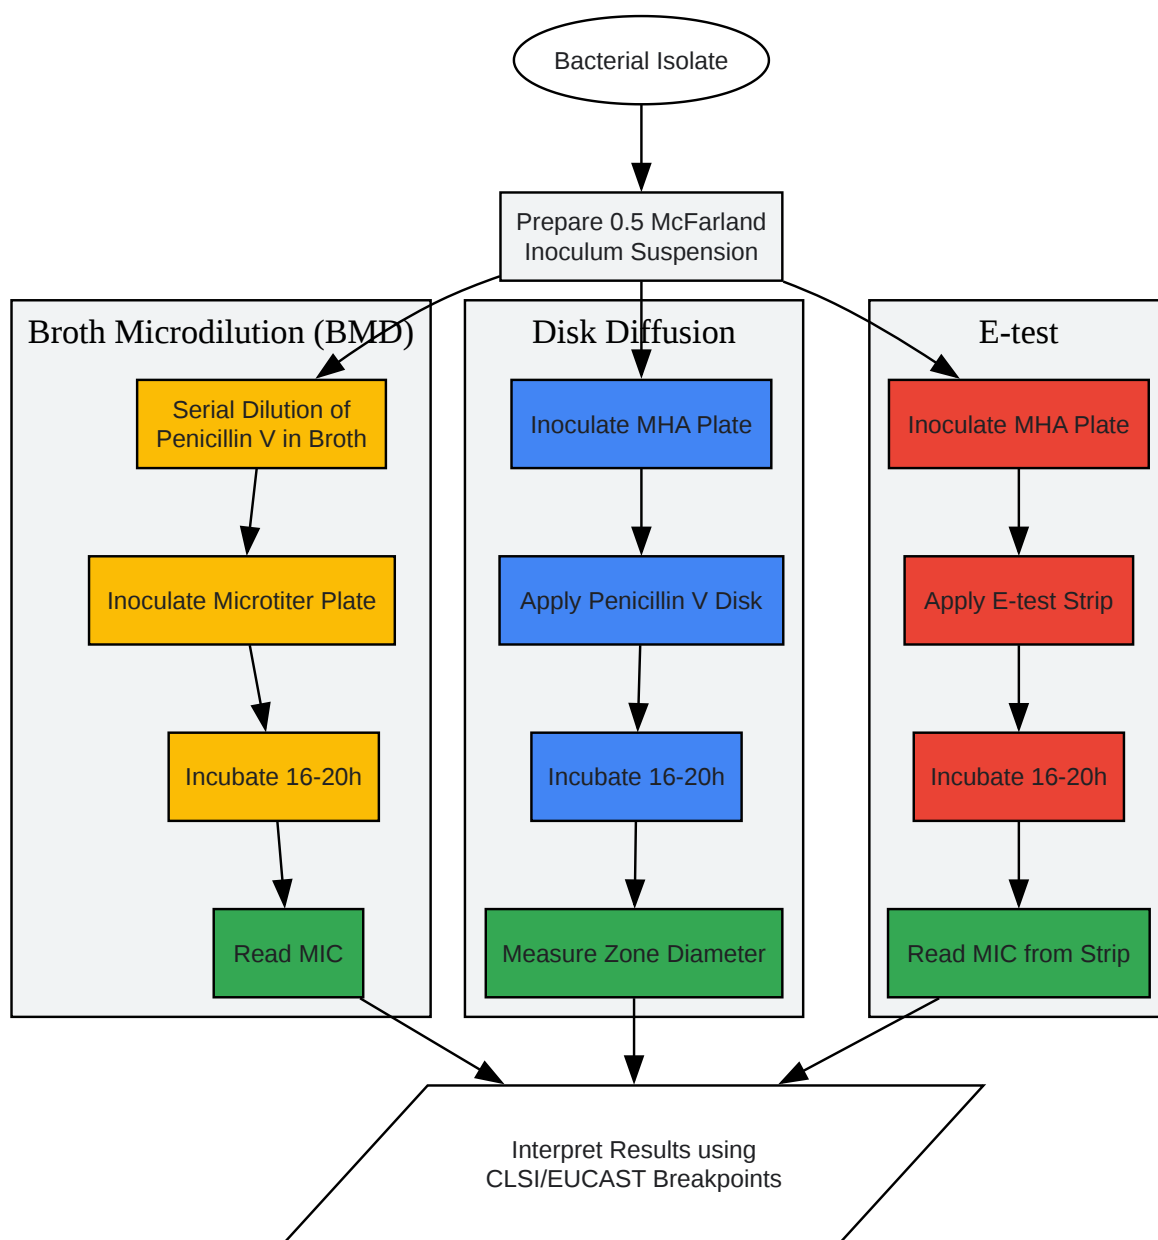 Bacterial Isolate
Prepare 0.5 McFarland
Inoculum Suspension
Broth Microdilution (BMD)
Serial Dilution of
Penicillin V in Broth
Inoculate Microtiter Plate
Incubate 16-20h
Read MIC
Disk Diffusion
Inoculate MHA Plate
Apply Penicillin V Disk
Incubate 16-20h
Measure Zone Diameter
E-test
Inoculate MHA Plate
Apply E-test Strip
Incubate 16-20h
Read MIC from Strip
Interpret Results using
CLSI/EUCAST Breakpoints